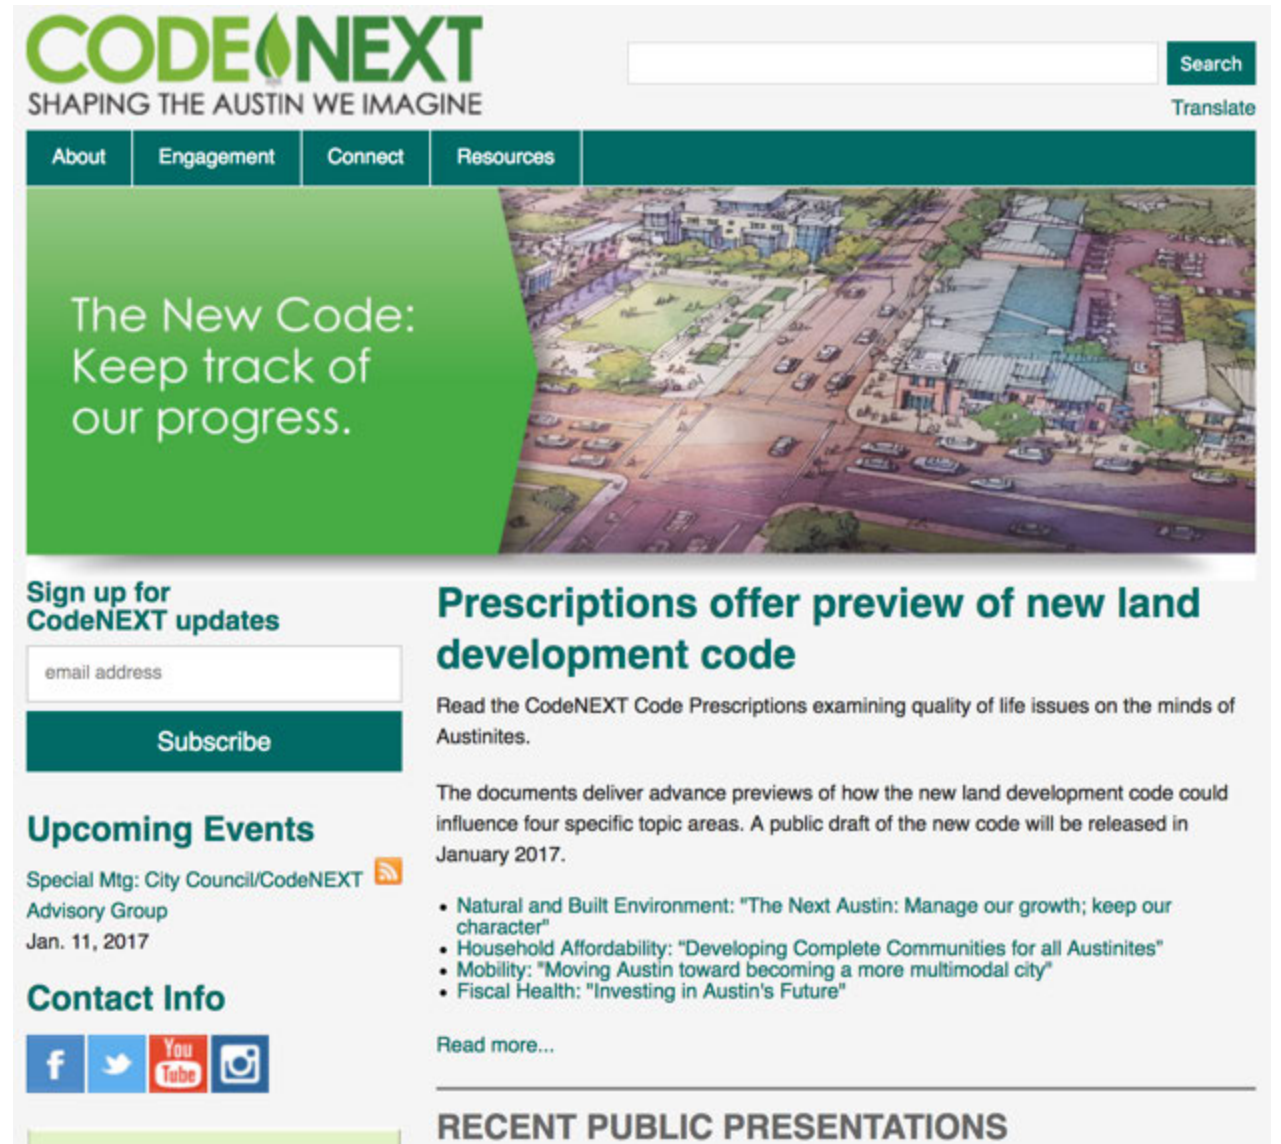 CODE NEXT
SHAPING THE AUSTIN WE IMAGINE
Search
Translate
About
Engagement
Connect
Resources
The New Code:
Keep track of
our progress.
Sign up for
CodeNEXT updates
email address
Subscribe
Upcoming Events
Special Mtg: City Council/CodeNEXT
Advisory Group
Jan. 11, 2017
Contact Info
f
You
Tube
Prescriptions offer preview of new land
development code
Read the CodeNEXT Code Prescriptions examining quality of life issues on the minds of
Austinites.
The documents deliver advance previews of how the new land development code could
influence four specific topic areas. A public draft of the new code will be released in
January 2017.
• Natural and Built Environment: "The Next Austin: Manage our growth; keep our
character"
• Household Affordability: "Developing Complete Communities for all Austinites"
• Mobility: "Moving Austin toward becoming a more multimodal city"
• Fiscal Health: "Investing in Austin's Future"
Read more...
RECENT PUBLIC PRESENTATIONS